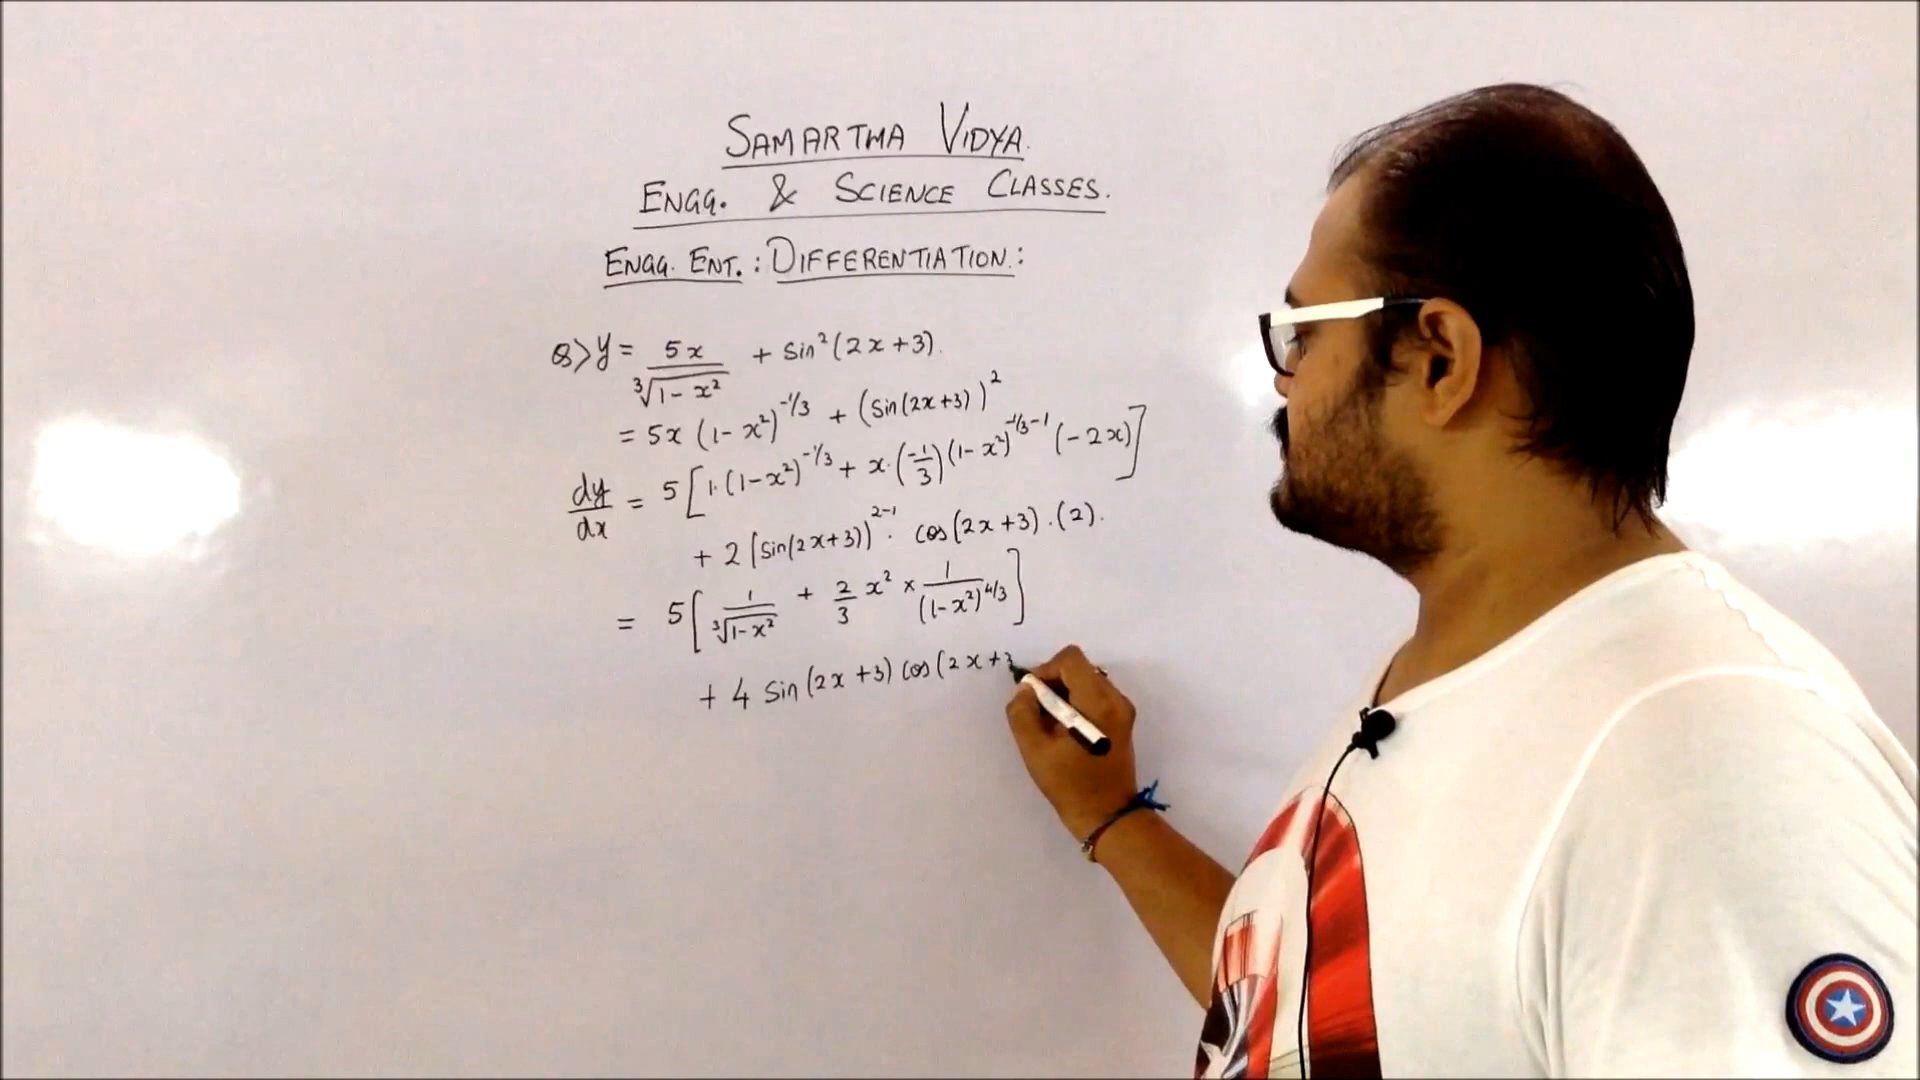 SAMARTHA VIDYA.
ENGG. & SCIENCE CLASSES.
ENGG. ENT. : DIFFERENTIATION :
Q> y = 5x / ∛(1 - x²) + sin² (2x+3).
= 5x (1 - x²)^(-1/3) + (sin(2x+3))²
dy/dx = 5 [1.(1-x²)^(-1/3) + x.(-1/3)(1-x²)^(-1/3-1) (-2x)]
+ 2 (sin(2x+3))^(2-1) . cos(2x+3) . (2).
= 5 [1/∛(1-x²) + 2/3 x² × 1/(1-x²)^(4/3)]
+ 4 sin (2x+3) cos (2x+3